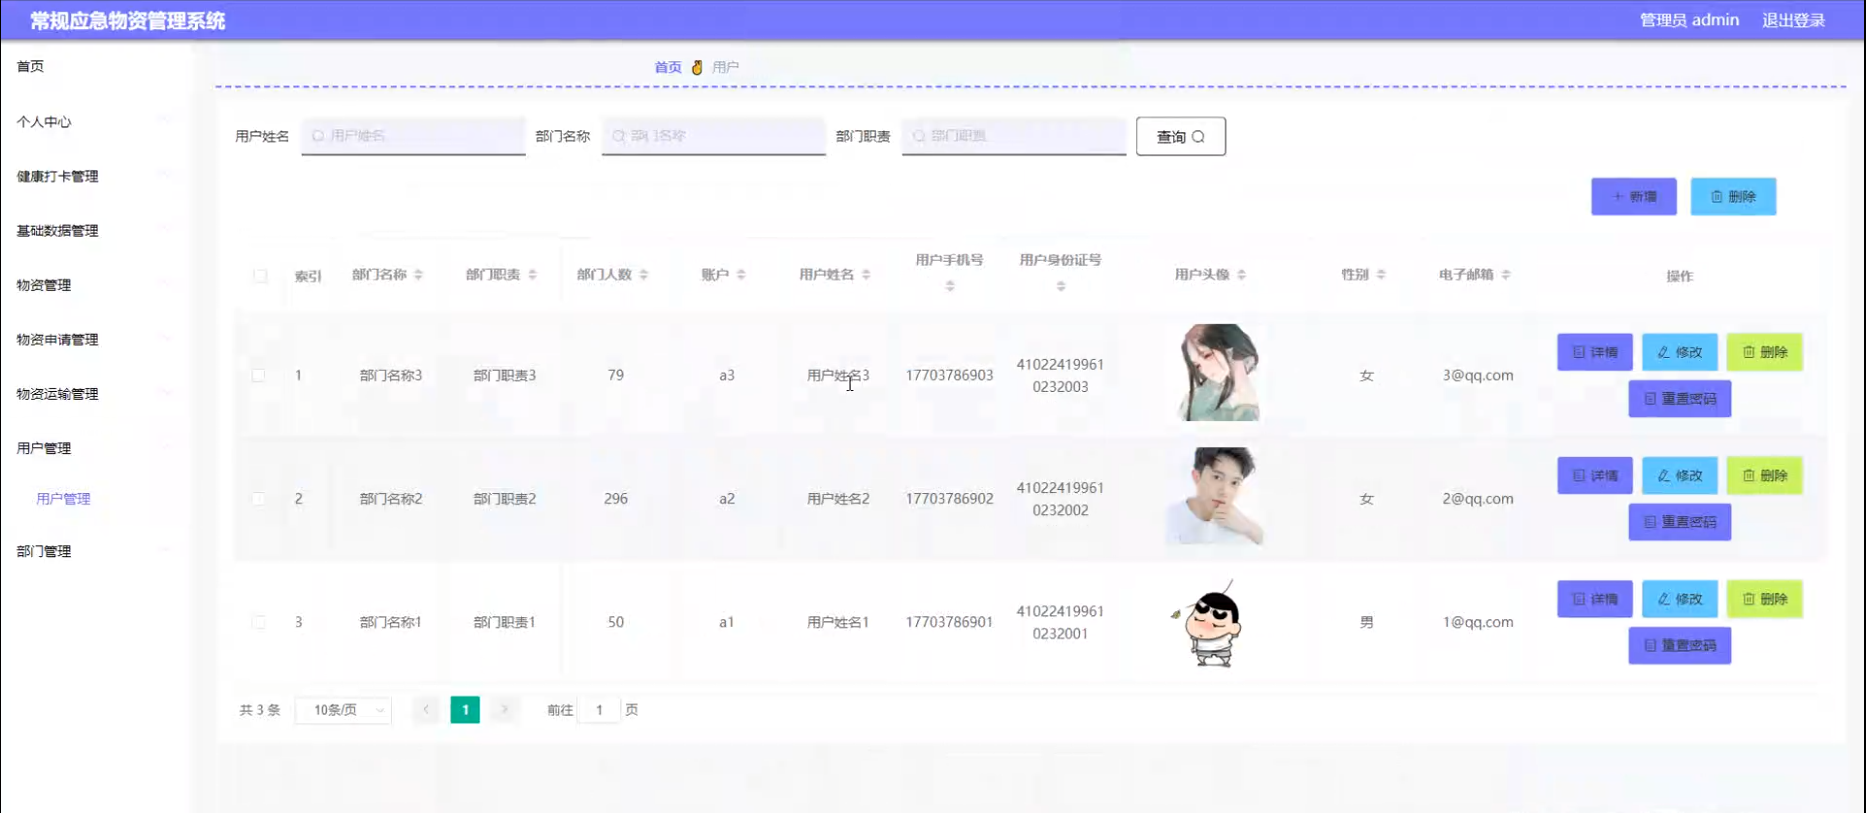 常规应急物资管理系统
管理员 admin 退出登录
首页
个人中心
健康打卡管理
基础数据管理
物资管理
物资申请管理
物资运输管理
用户管理
用户管理
部门管理
首页 用户
用户姓名 用户姓名 部门名称 部门名称 部门职责 部门职责 查询
新增 删除
索引 部门名称 部门职责 部门人数 账户 用户姓名 用户手机号 用户身份证号 用户头像 性别 电子邮箱 操作
1 部门名称3 部门职责3 79 a3 用户姓名3 17703786903 41022419961
0232003 女 3@qq.com 详情 修改 删除
重置密码
2 部门名称2 部门职责2 296 a2 用户姓名2 17703786902 41022419961
0232002 女 2@qq.com 详情 修改 删除
重置密码
3 部门名称1 部门职责1 50 a1 用户姓名1 17703786901 41022419961
0232001 男 1@qq.com 详情 修改 删除
重置密码
共 3 条 10条/页 1 前往 1 页